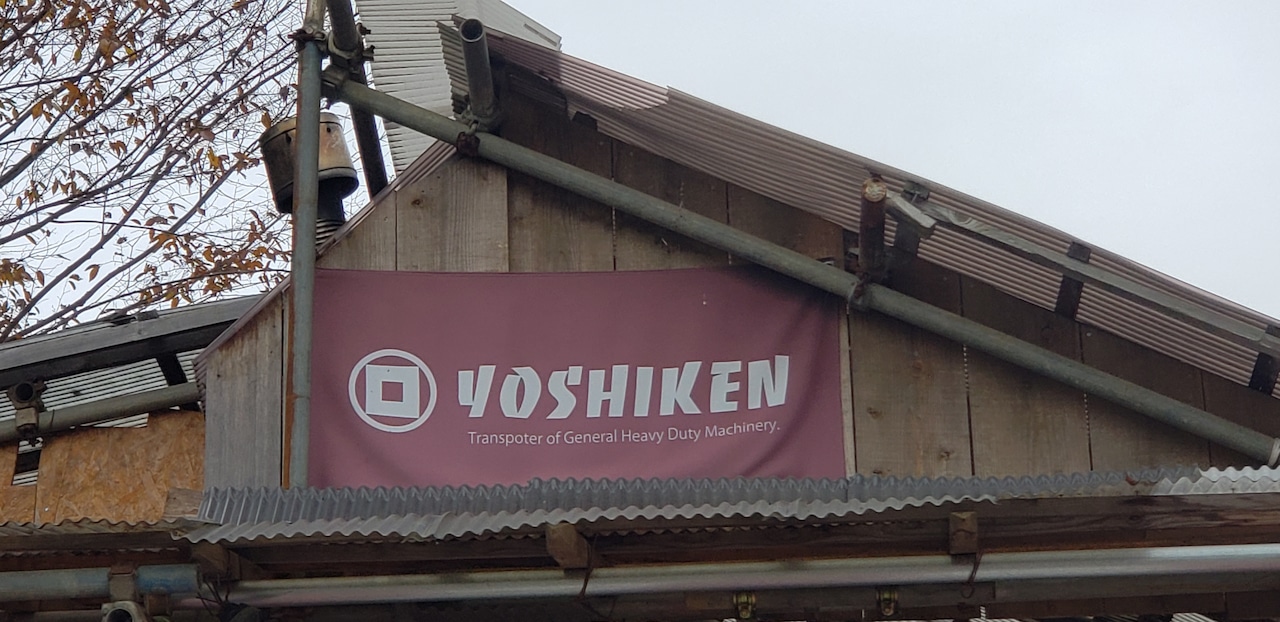 YOSHIKEN
Transpoter of General Heavy Duty Machinery.